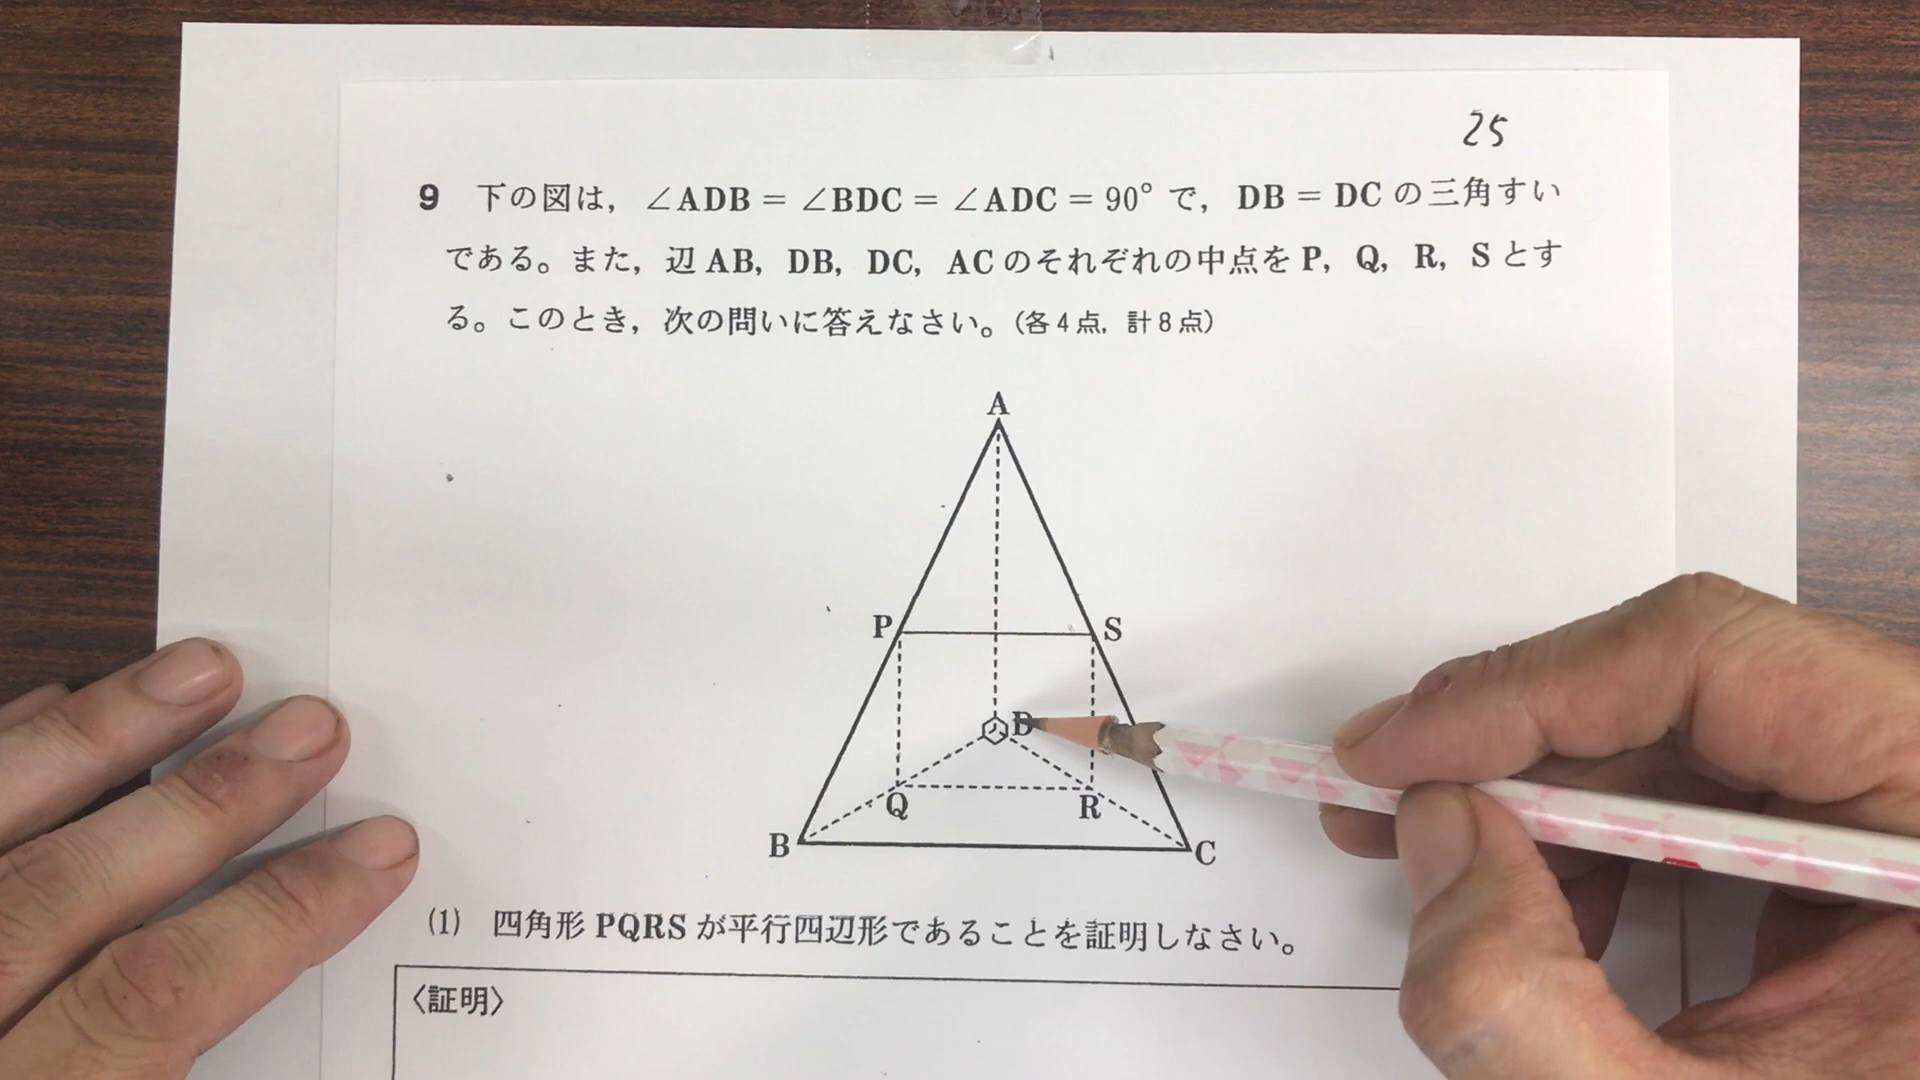 25
9 下の図は，∠ADB = ∠BDC = ∠ADC = 90° で，DB = DC の三角すい
である。また，辺 AB，DB，DC，AC のそれぞれの中点を P，Q，R，S とす
る。このとき，次の問いに答えなさい。（各4点，計8点）
A
P
S
D
Q
R
B
C
(1) 四角形 PQRS が平行四辺形であることを証明しなさい。
〈証明〉